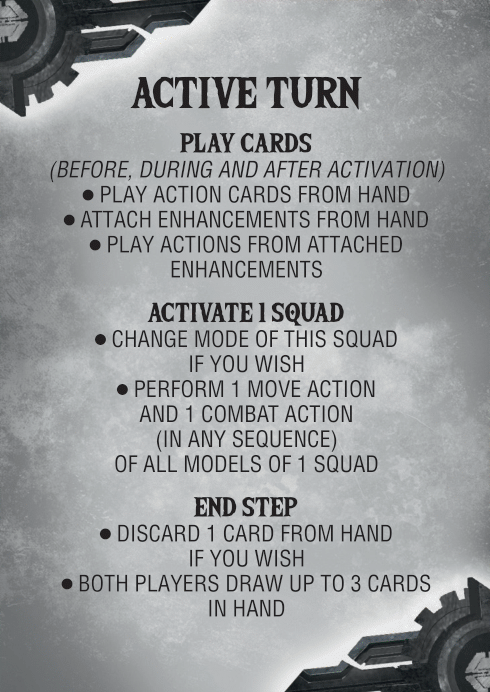 ACTIVE TURN
PLAY CARDS
(BEFORE, DURING AND AFTER ACTIVATION)
● PLAY ACTION CARDS FROM HAND
● ATTACH ENHANCEMENTS FROM HAND
● PLAY ACTIONS FROM ATTACHED
ENHANCEMENTS
ACTIVATE 1 SQUAD
● CHANGE MODE OF THIS SQUAD
IF YOU WISH
● PERFORM 1 MOVE ACTION
AND 1 COMBAT ACTION
(IN ANY SEQUENCE)
OF ALL MODELS OF 1 SQUAD
END STEP
● DISCARD 1 CARD FROM HAND
IF YOU WISH
● BOTH PLAYERS DRAW UP TO 3 CARDS
IN HAND